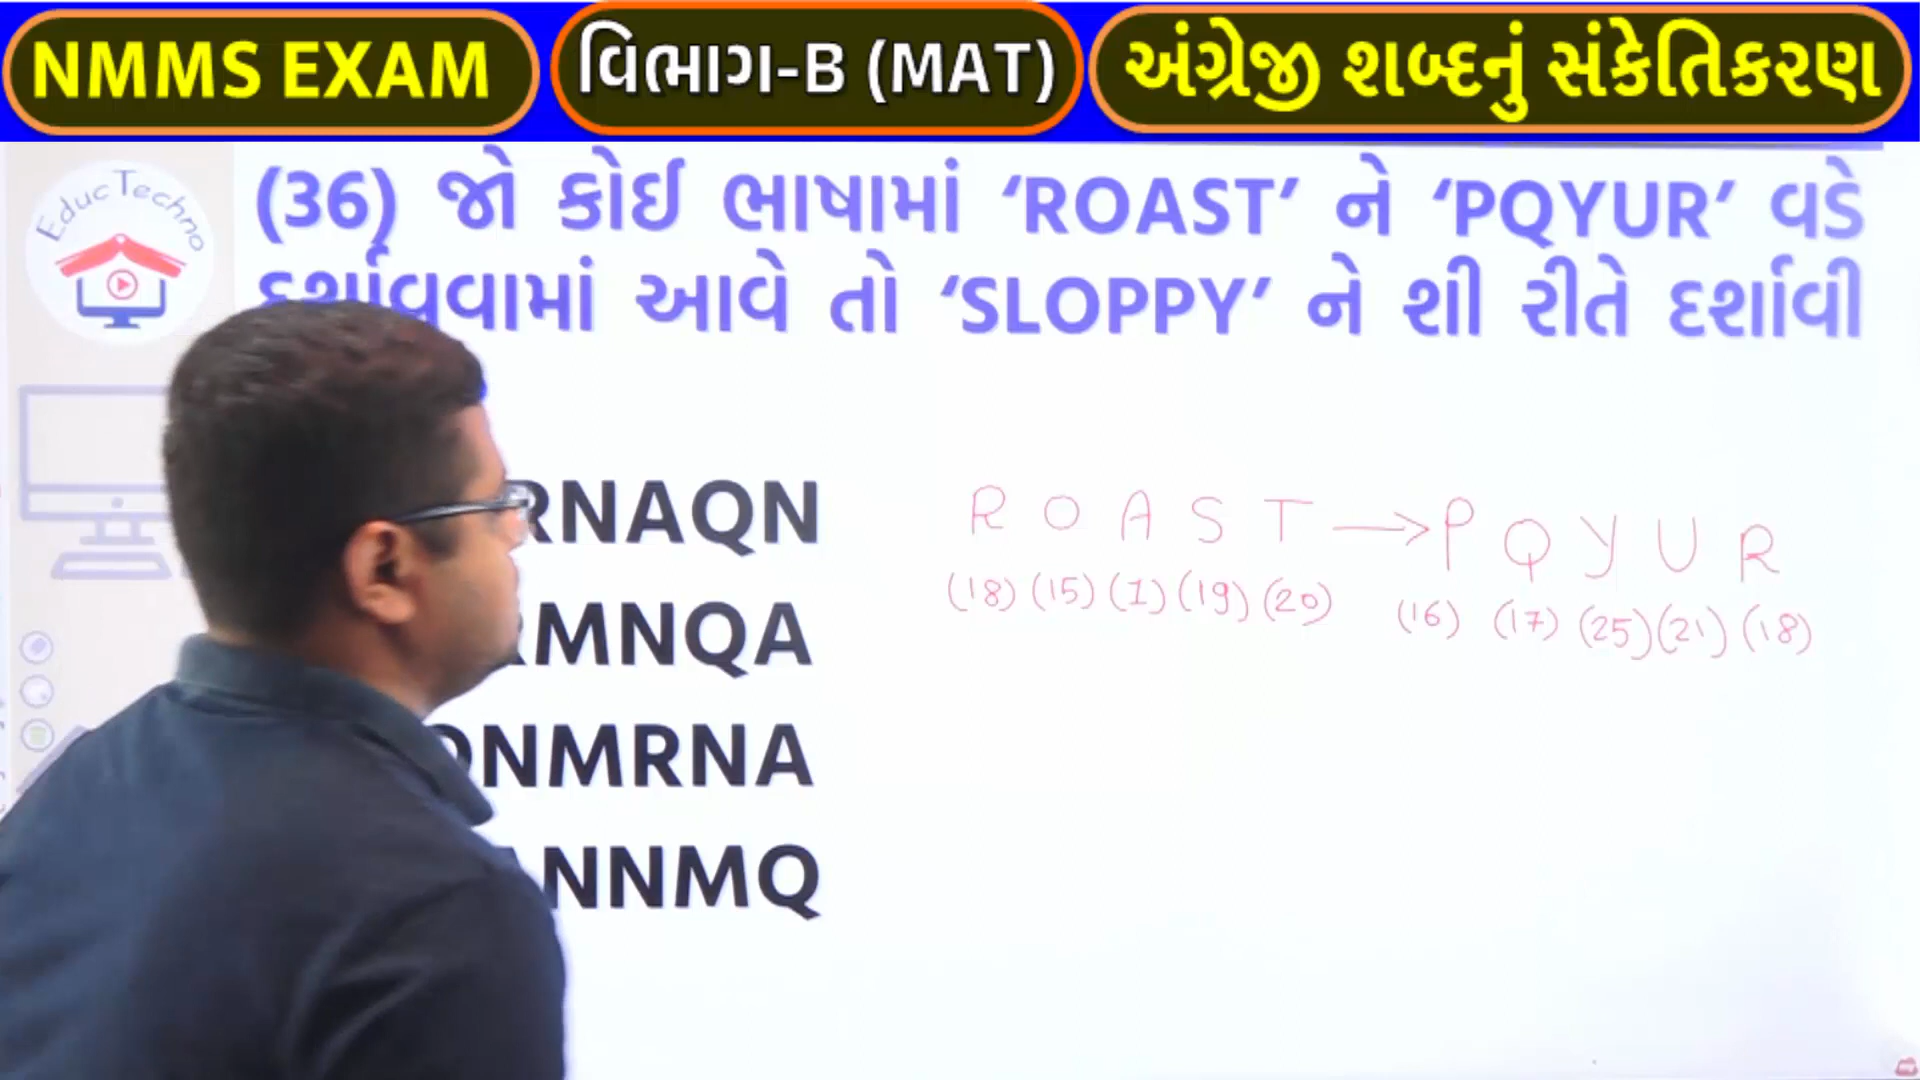 NMMS EXAM વિભાગ-B (MAT) અંગ્રેજી શબ્દનું સંકેતિકરણ
EducTechno
(36) જો કોઈ ભાષામાં ‘ROAST’ ને ‘PQYUR’ વડે
દર્શાવવામાં આવે તો ‘SLOPPY’ ને શી રીતે દર્શાવી
RNAQN
R O A S T → P Q Y U R
(18) (15) (1) (19) (20) (16) (17) (25) (21) (18)
MNQA
NMRNA
NNMQ